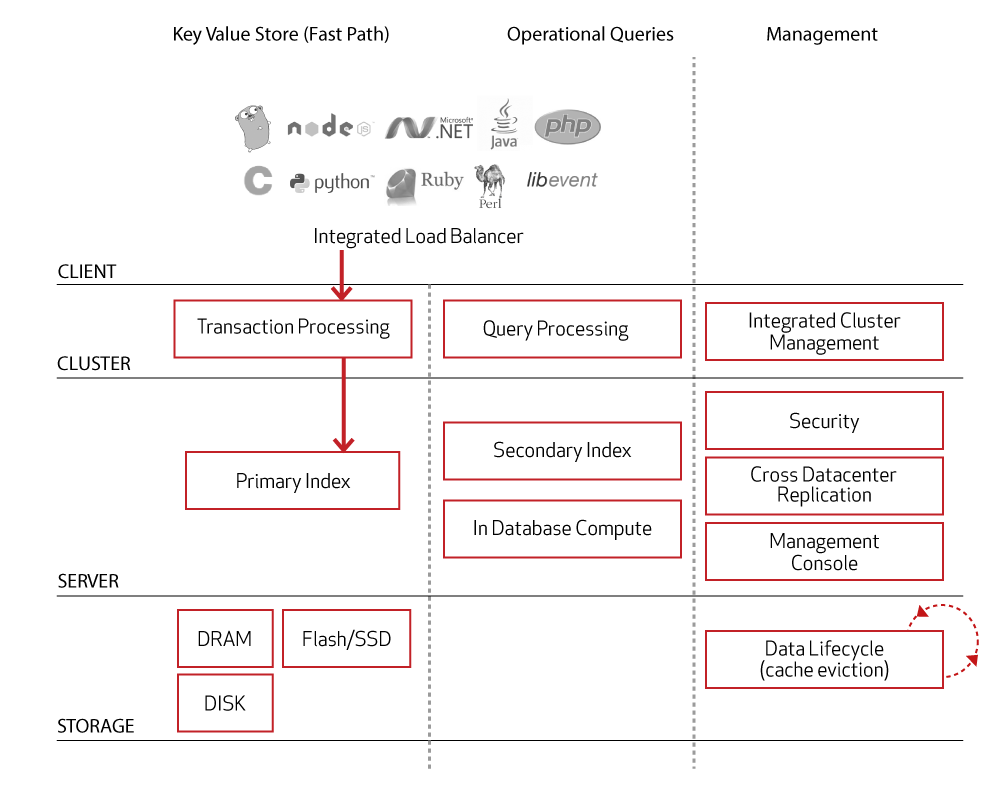 Key Value Store (Fast Path)
Operational Queries
Management
node JS
Microsoft®
.NET
Java
php
C
python™
Ruby
Perl
libevent
Integrated Load Balancer
CLIENT
Transaction Processing
Query Processing
Integrated Cluster
Management
CLUSTER
Security
Secondary Index
Cross Datacenter
Replication
Primary Index
In Database Compute
Management
Console
SERVER
DRAM
Flash/SSD
Data Lifecycle
(cache eviction)
DISK
STORAGE